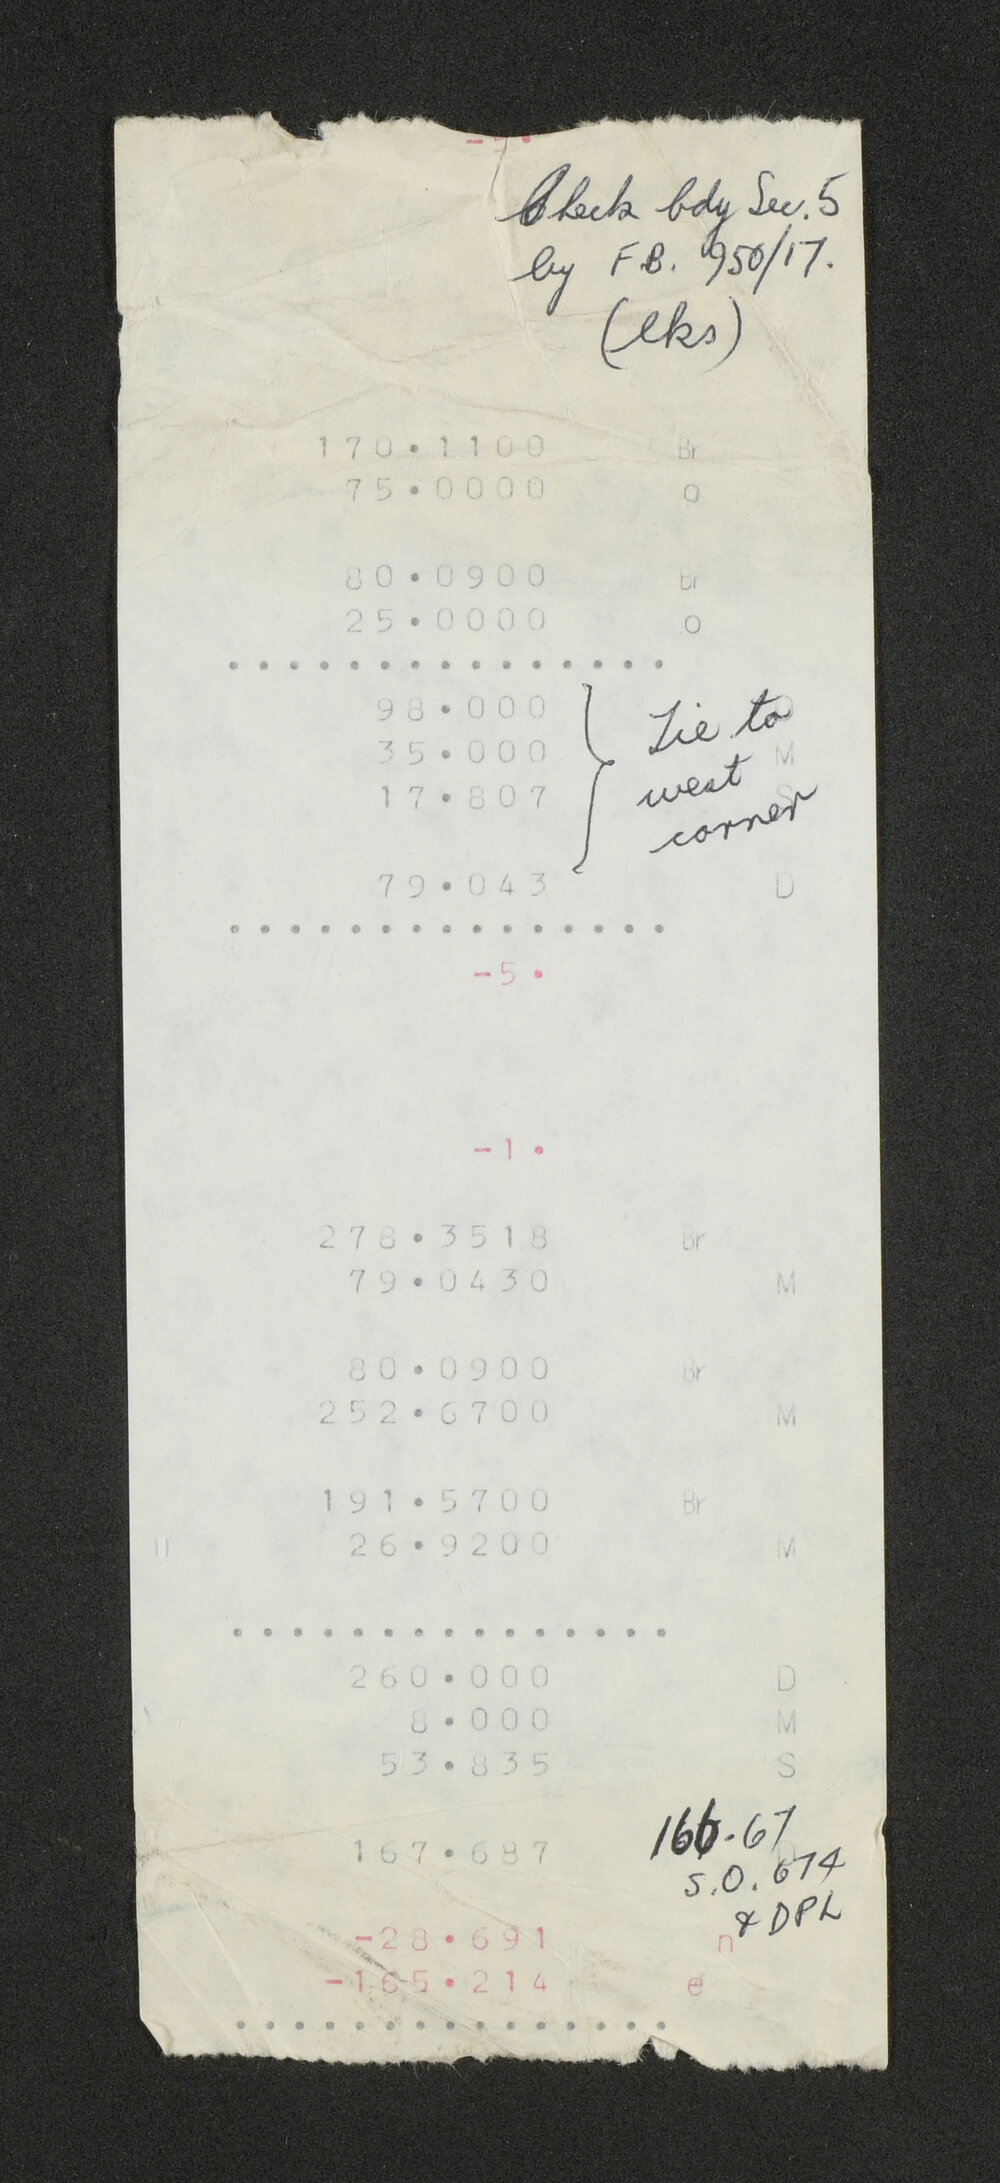 -7.
Check bdy Sec. 5
by F.B. 950/17.
(lks)
170.1100 Br
75.0000 o
80.0900 Br
25.0000 o
................
98.000 D
35.000 M
17.807 S
Tie to
west
corner
79.043 D
................
-5.
-1.
278.3518 Br
79.0430 M
80.0900 Br
252.6700 M
191.5700 Br
26.9200 M
................
260.000 D
8.000 M
53.835 S
167.687 D
166.67
S.O. 674
& DPL
-28.691 n
-165.214 e
................